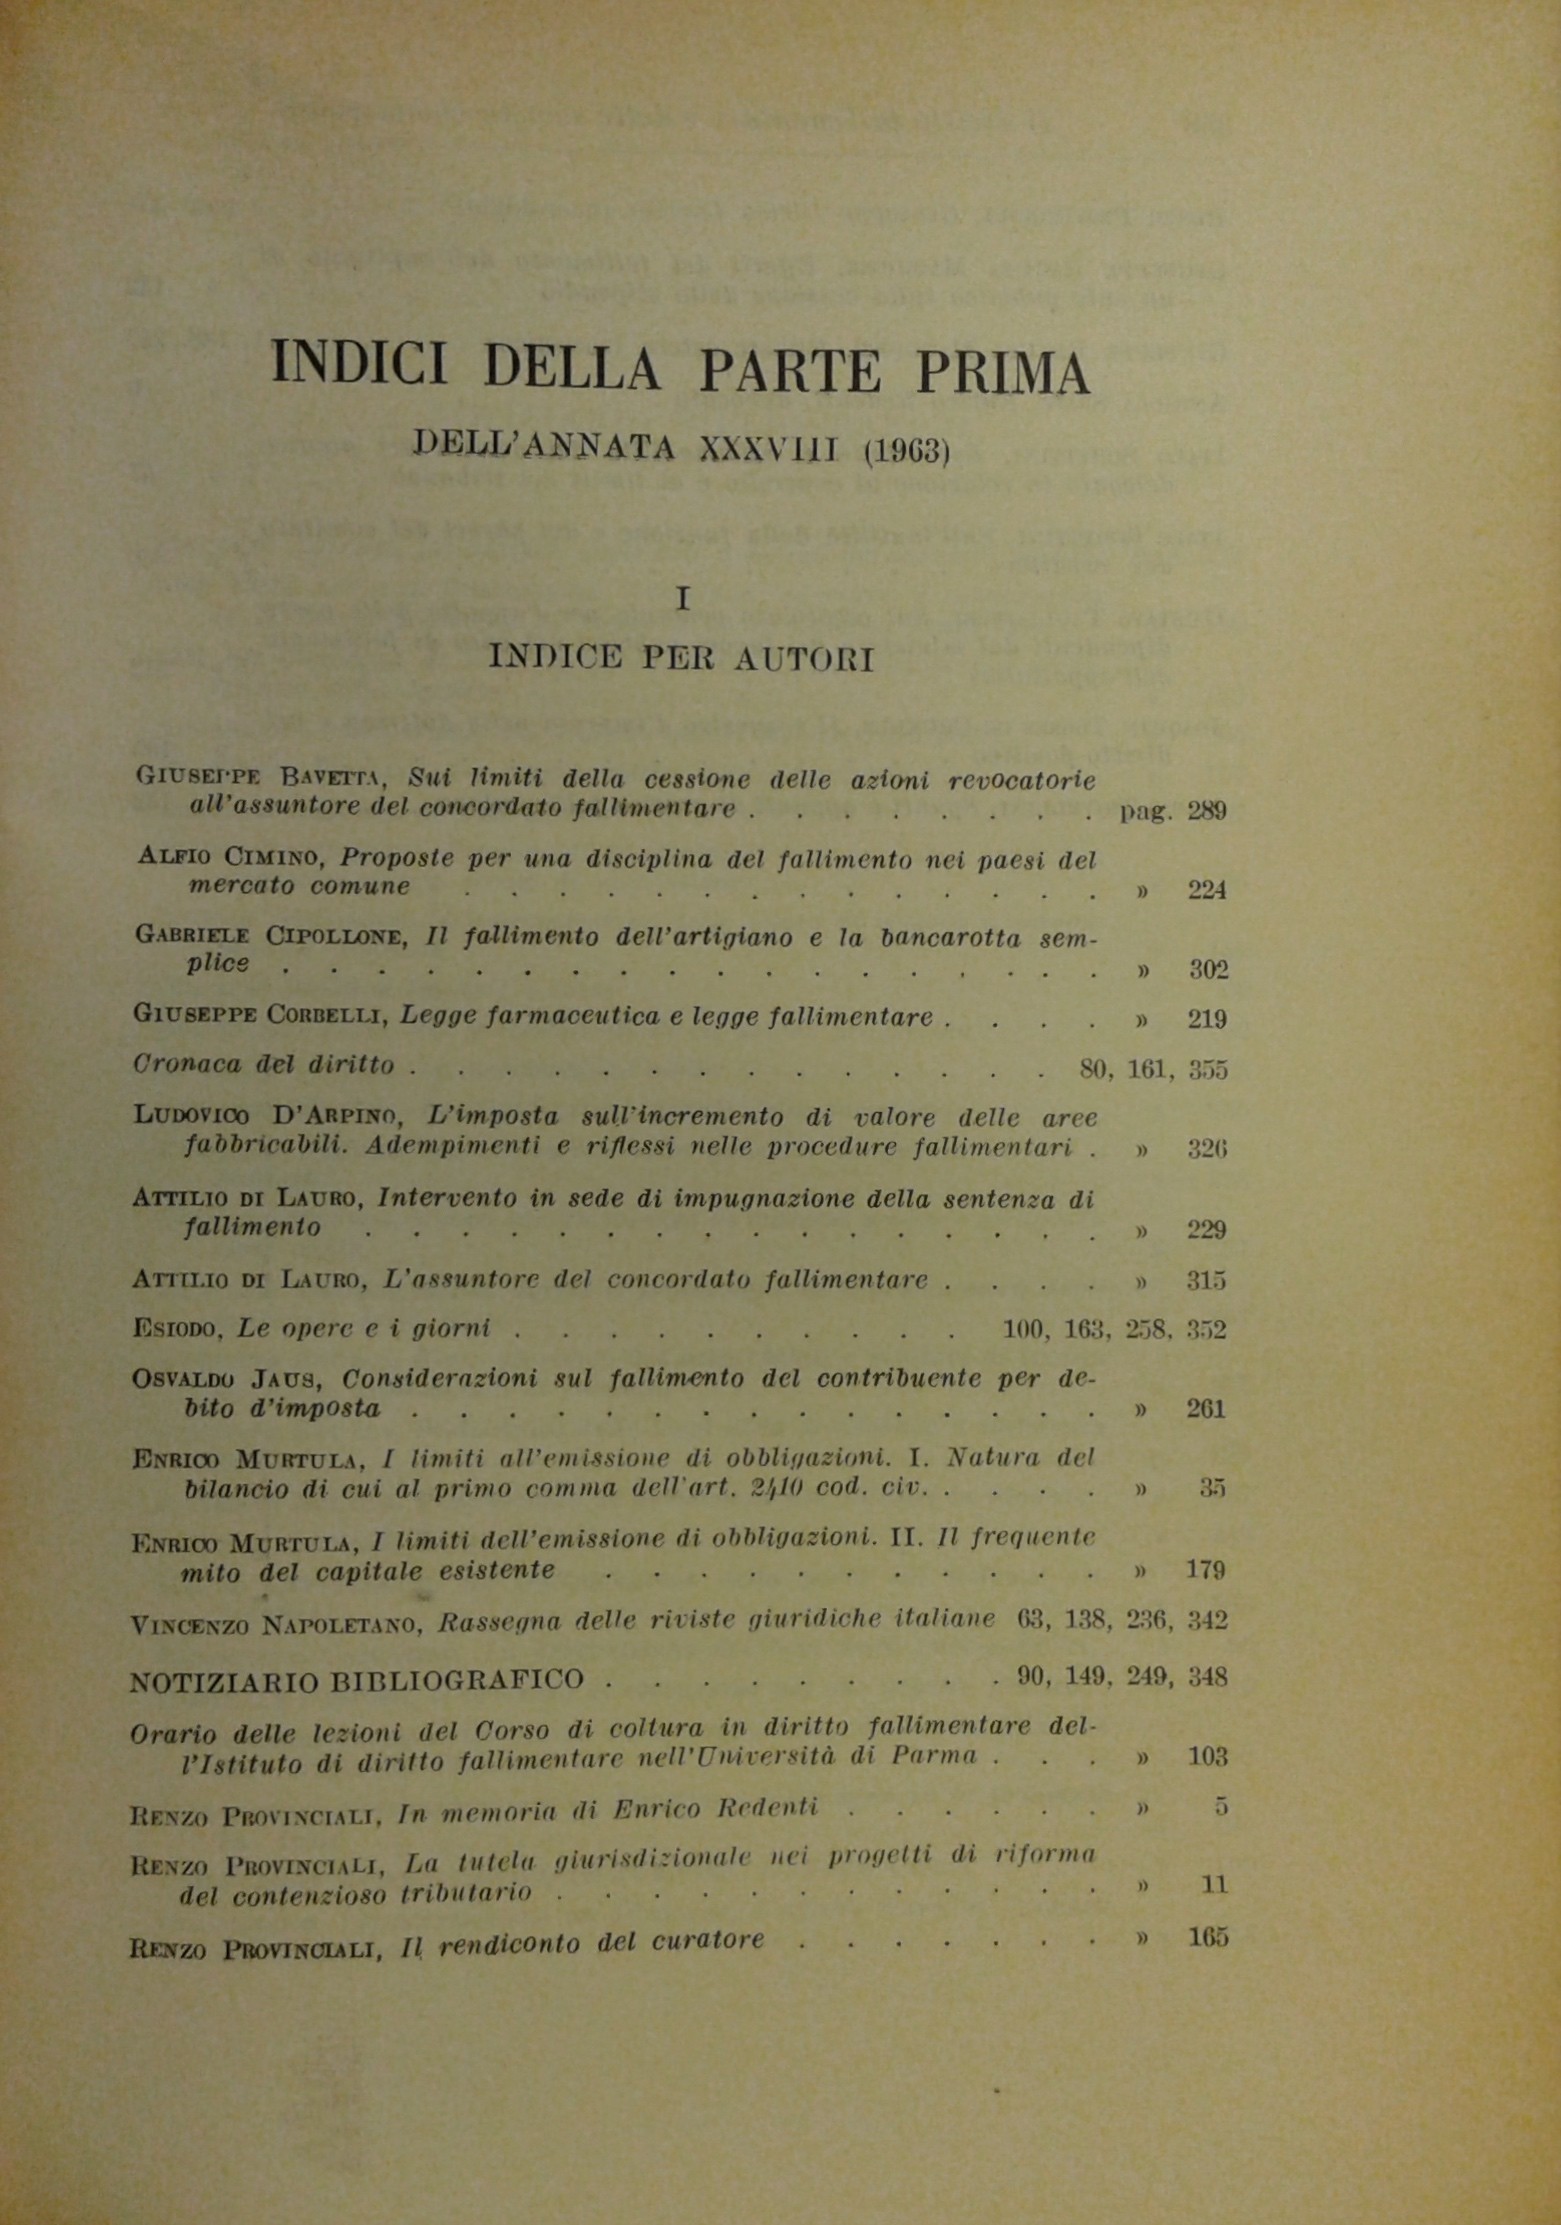 INDICI DELLA PARTE PRIMA
DELL'ANNATA XXXVIII (1963)
I
INDICE PER AUTORI
GIUSEPPE BAVETTA, Sui limiti della cessione delle azioni revocatorie
all'assuntore del concordato fallimentare . . . . . . . . pag. 289
ALFIO CIMINO, Proposte per una disciplina del fallimento nei paesi del
mercato comune . . . . . . . . . . . . . . » 224
GABRIELE CIPOLLONE, Il fallimento dell'artigiano e la bancarotta sem-
plice . . . . . . . . . . . . . . . . . . » 302
GIUSEPPE CORBELLI, Legge farmaceutica e legge fallimentare . . . . » 219
Cronaca del diritto . . . . . . . . . . . . . . 80, 161, 355
LUDOVICO D'ARPINO, L'imposta sull'incremento di valore delle aree
fabbricabili. Adempimenti e riflessi nelle procedure fallimentari . » 326
ATTILIO DI LAURO, Intervento in sede di impugnazione della sentenza di
fallimento . . . . . . . . . . . . . . . . » 229
ATTILIO DI LAURO, L'assuntore del concordato fallimentare . . . . » 315
ESIODO, Le opere e i giorni . . . . . . . . . . 100, 163, 258, 352
OSVALDO JAUS, Considerazioni sul fallimento del contribuente per de-
bito d'imposta . . . . . . . . . . . . . . . » 261
ENRICO MURTULA, I limiti all'emissione di obbligazioni. I. Natura del
bilancio di cui al primo comma dell'art. 2410 cod. civ. . . . . » 35
ENRICO MURTULA, I limiti dell'emissione di obbligazioni. II. Il frequente
mito del capitale esistente . . . . . . . . . . . » 179
VINCENZO NAPOLETANO, Rassegna delle riviste giuridiche italiane 63, 138, 236, 342
NOTIZIARIO BIBLIOGRAFICO . . . . . . . . . 90, 149, 249, 348
Orario delle lezioni del Corso di coltura in diritto fallimentare del-
l'Istituto di diritto fallimentare nell'Università di Parma . . . » 103
RENZO PROVINCIALI, In memoria di Enrico Redenti . . . . . . » 5
RENZO PROVINCIALI, La tutela giurisdizionale nei progetti di riforma
del contenzioso tributario . . . . . . . . . . . . » 11
RENZO PROVINCIALI, Il rendiconto del curatore . . . . . . . » 165